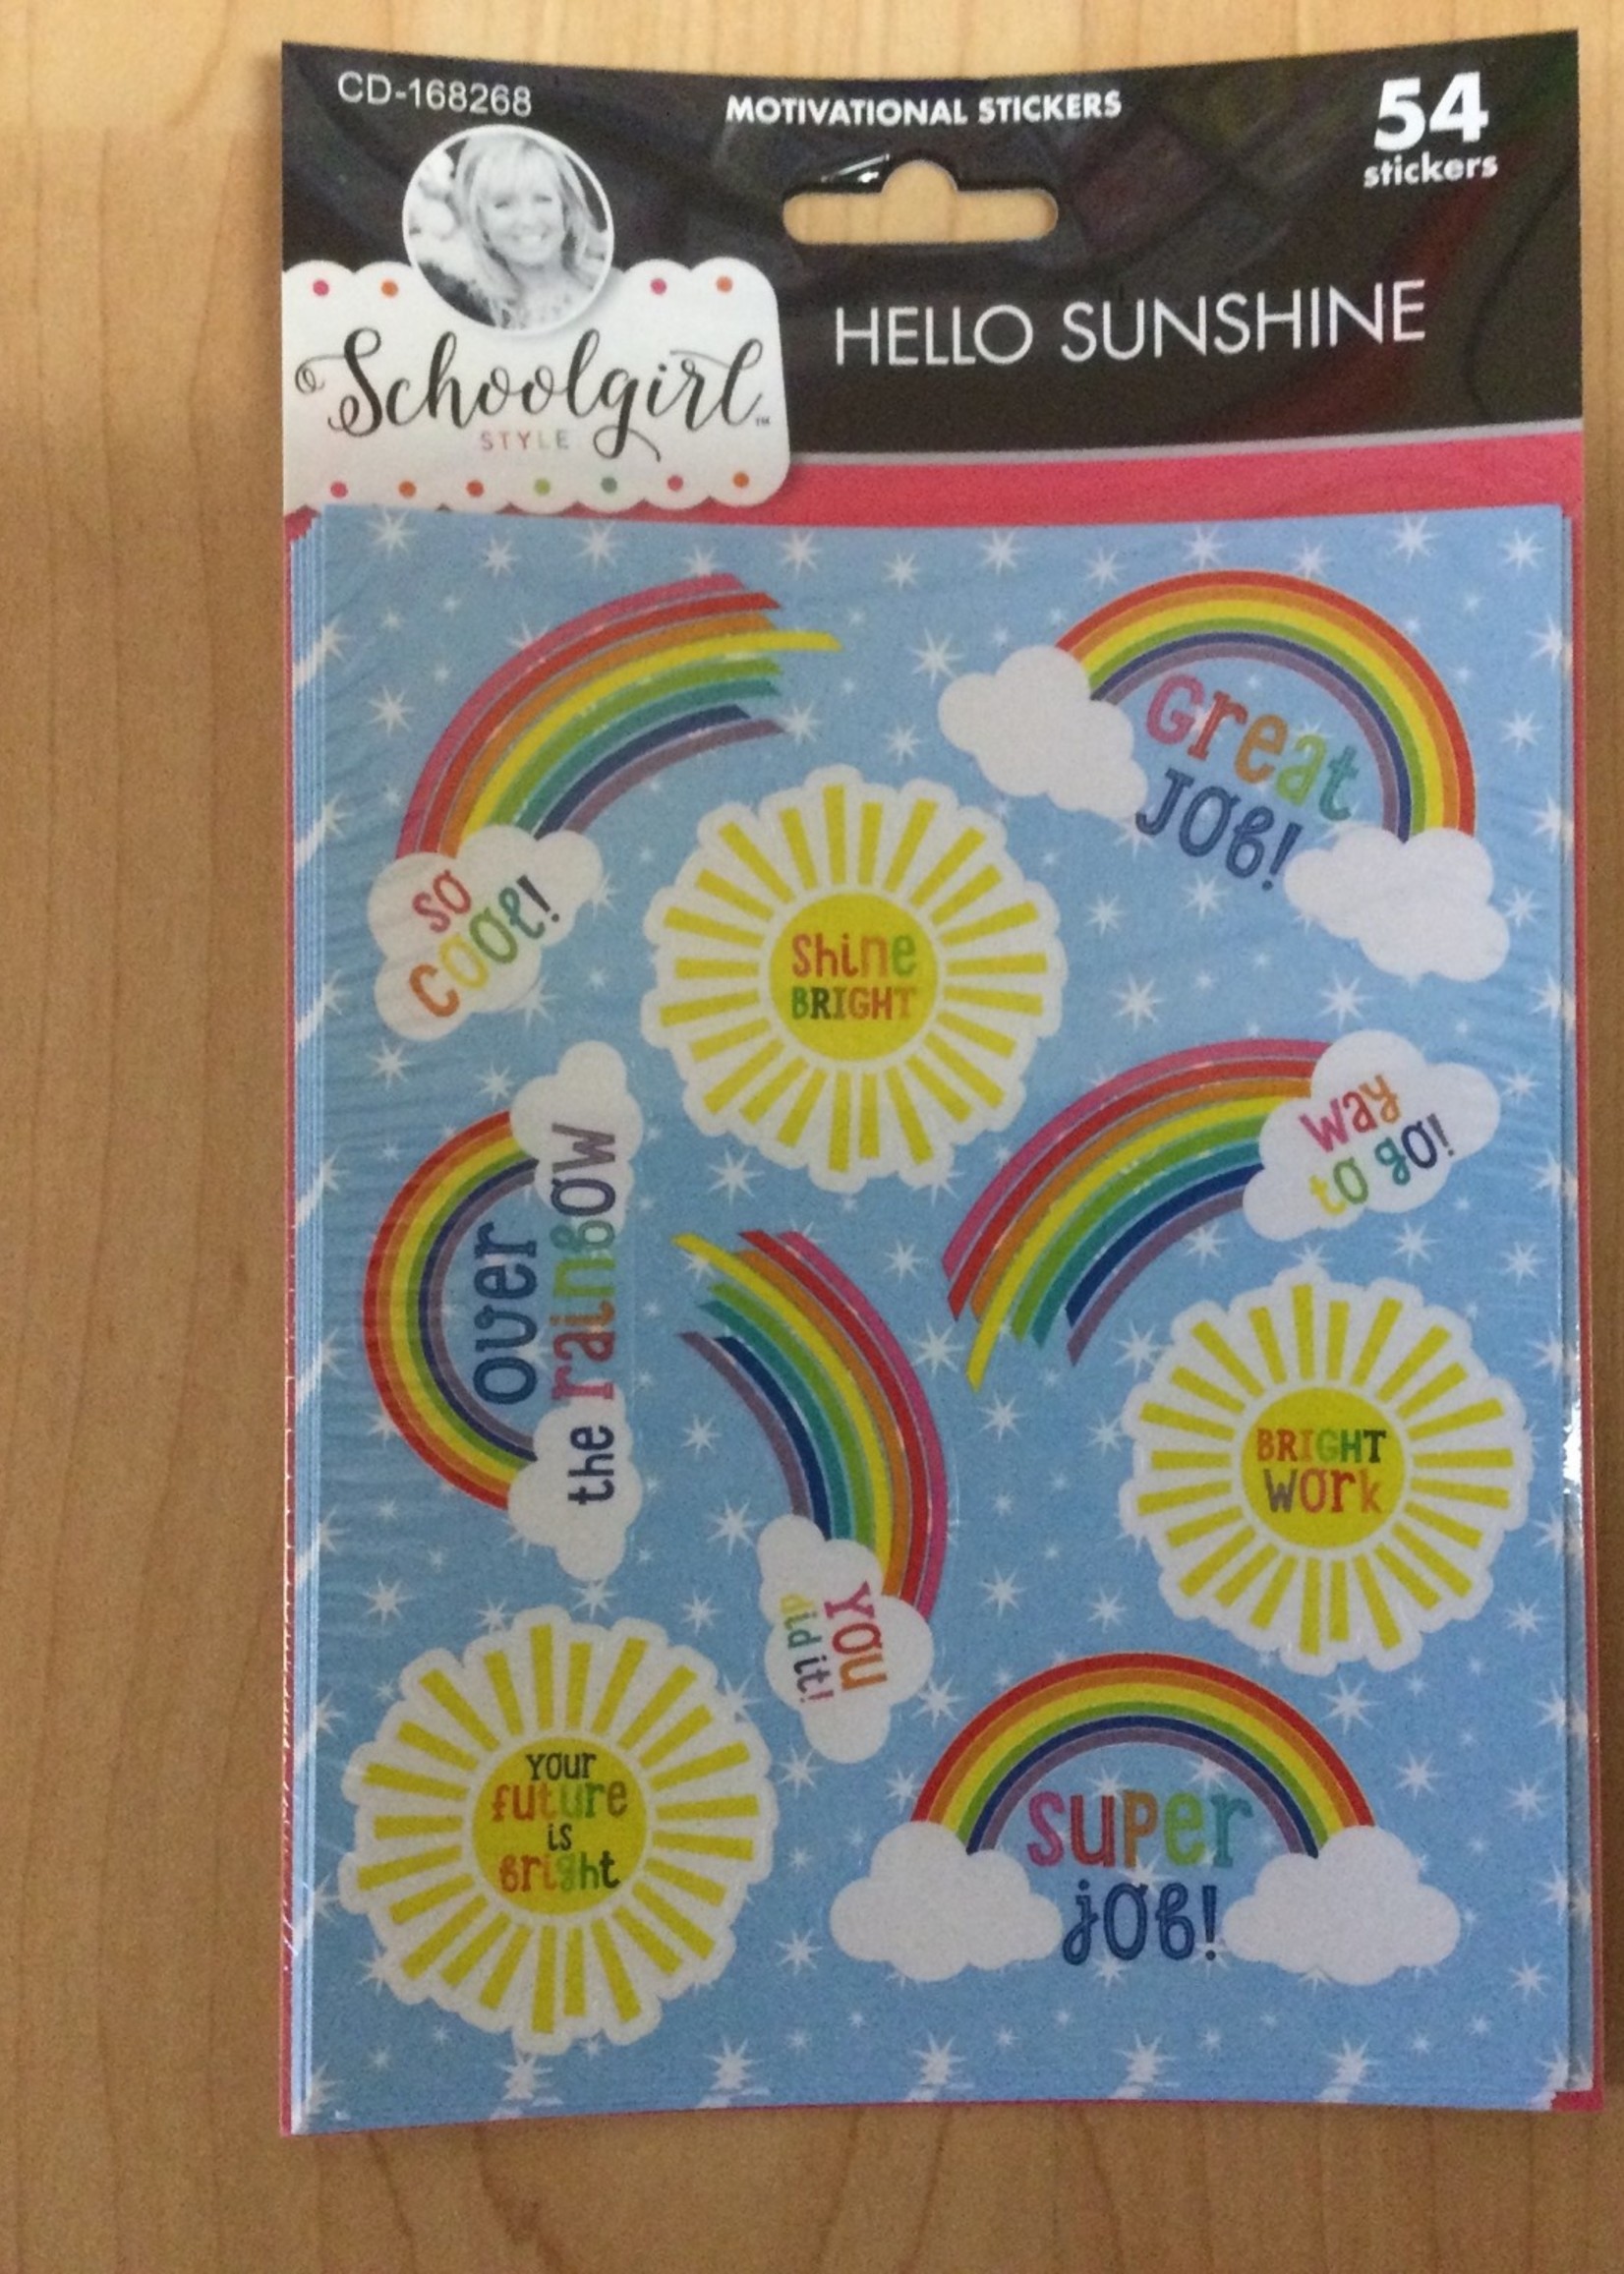 CD-168268
MOTIVATIONAL STICKERS
54
stickers
Schoolgirl™
STYLE
HELLO SUNSHINE
so
cool!
Great
Job!
Shine
BRIGHT
way
to go!
over
the rainbow
BRIGHT
work
You
did it!
Your
future
is
Bright
super
job!